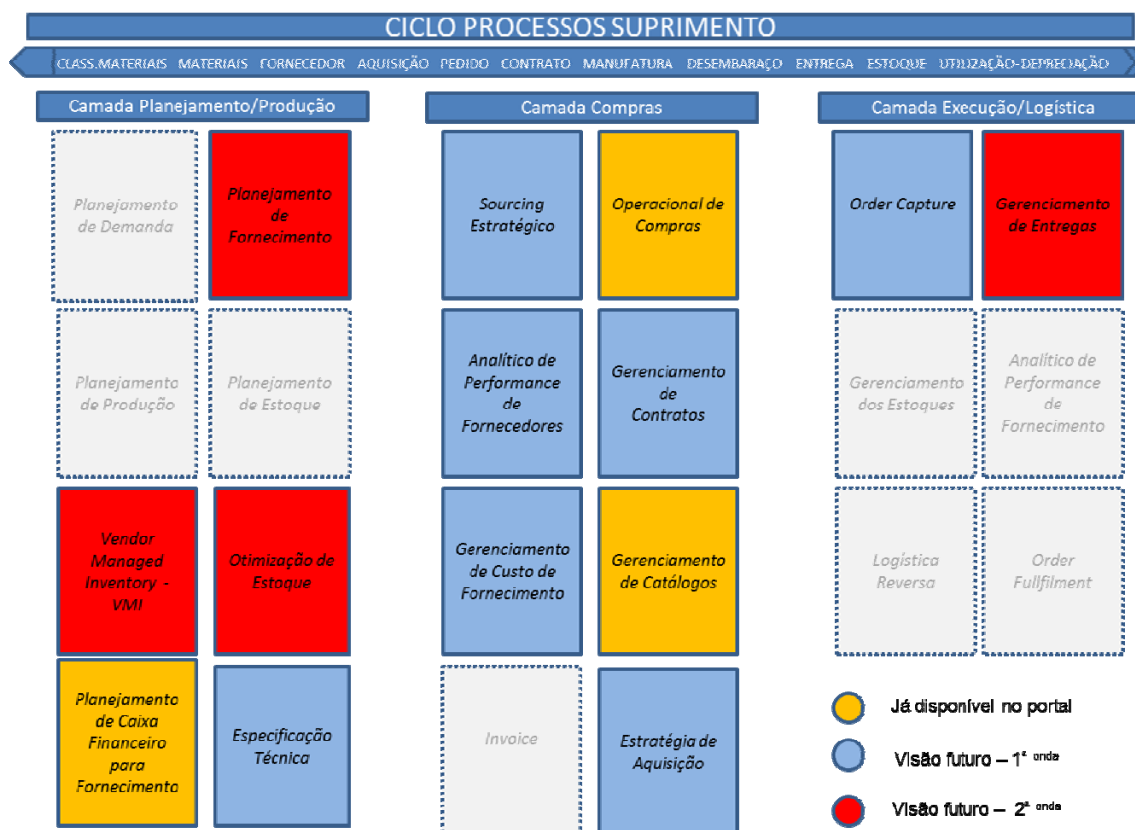 CICLO PROCESSOS SUPRIMENTO
CLASS.MATERIAIS MATERIAIS FORNECEDOR AQUISIÇÃO PEDIDO CONTRATO MANUFATURA DESEMBARAÇO ENTREGA ESTOQUE UTILIZAÇÃO-DEPRECIAÇÃO
Camada Planejamento/Produção
Planejamento
de Demanda
Planejamento
de
Fornecimento
Planejamento
de Produção
Planejamento
de Estoque
Vendor
Managed
Inventory -
VMI
Otimização de
Estoque
Planejamento
de Caixa
Financeiro
para
Fornecimento
Especificação
Técnica
Camada Compras
Sourcing
Estratégico
Operacional de
Compras
Analítico de
Performance
de
Fornecedores
Gerenciamento
de
Contratos
Gerenciamento
de Custo de
Fornecimento
Gerenciamento
de Catálogos
Invoice
Estratégia de
Aquisição
Camada Execução/Logística
Order Capture
Gerenciamento
de Entregas
Gerenciamento
dos Estoques
Analítico de
Performance
de
Fornecimento
Logística
Reversa
Order
Fullfilment
Já disponível no portal
Visão futuro – 1ª onda
Visão futuro – 2ª onda